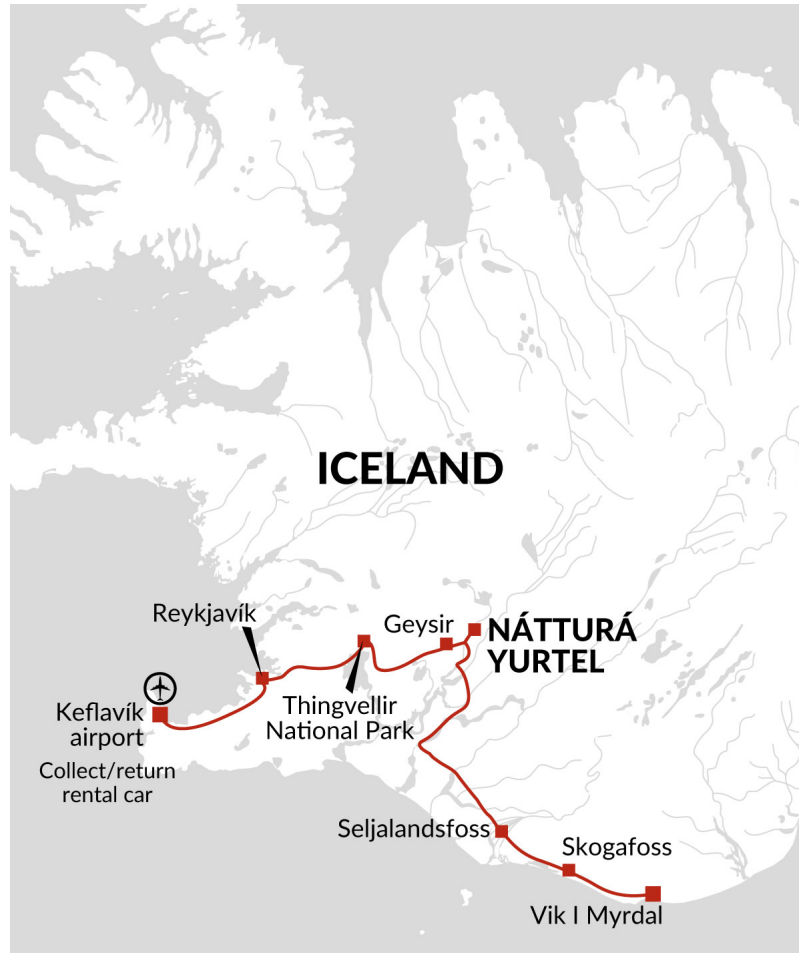 ICELAND
Reykjavík
Geysir
NÁTTURÁ
YURTEL
Keflavík
airport
Collect/return
rental car
Thingvellir
National Park
Seljalandsfoss
Skogafoss
Vik I Myrdal